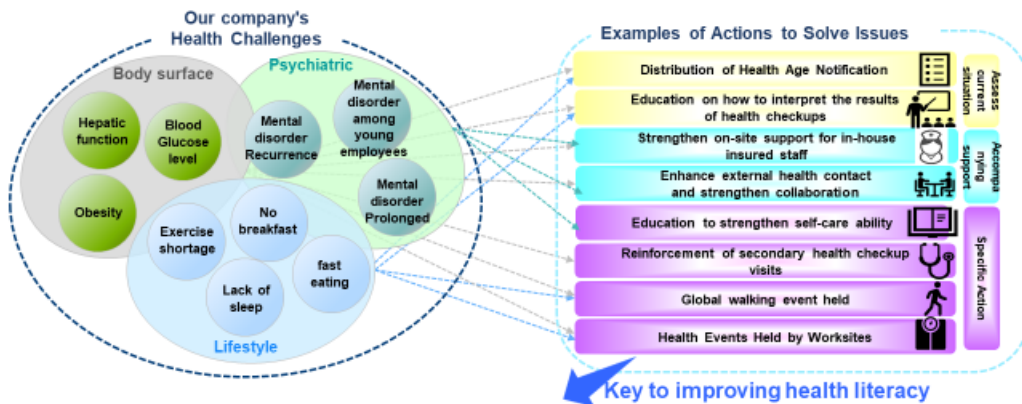 Our company's
Health Challenges
Body surface
Psychiatric
Hepatic
function
Blood
Glucose
level
Obesity
Mental
disorder
Recurrence
Mental
disorder
among
young
employees
Mental
disorder
Prolonged
Exercise
shortage
No
breakfast
Lack of
sleep
fast
eating
Lifestyle
Examples of Actions to Solve Issues
Distribution of Health Age Notification
Education on how to interpret the
results of
health checkups
Strengthen on-site support for in-house
insured staff
Enhance external health contact
and strengthen collaboration
Education to strengthen self-care ability
Reinforcement of secondary health checkup
visits
Global walking event held
Health Events Held by Worksites
Assess
current
situation
Accompa
nying
support
Specific Action
Key to improving health literacy